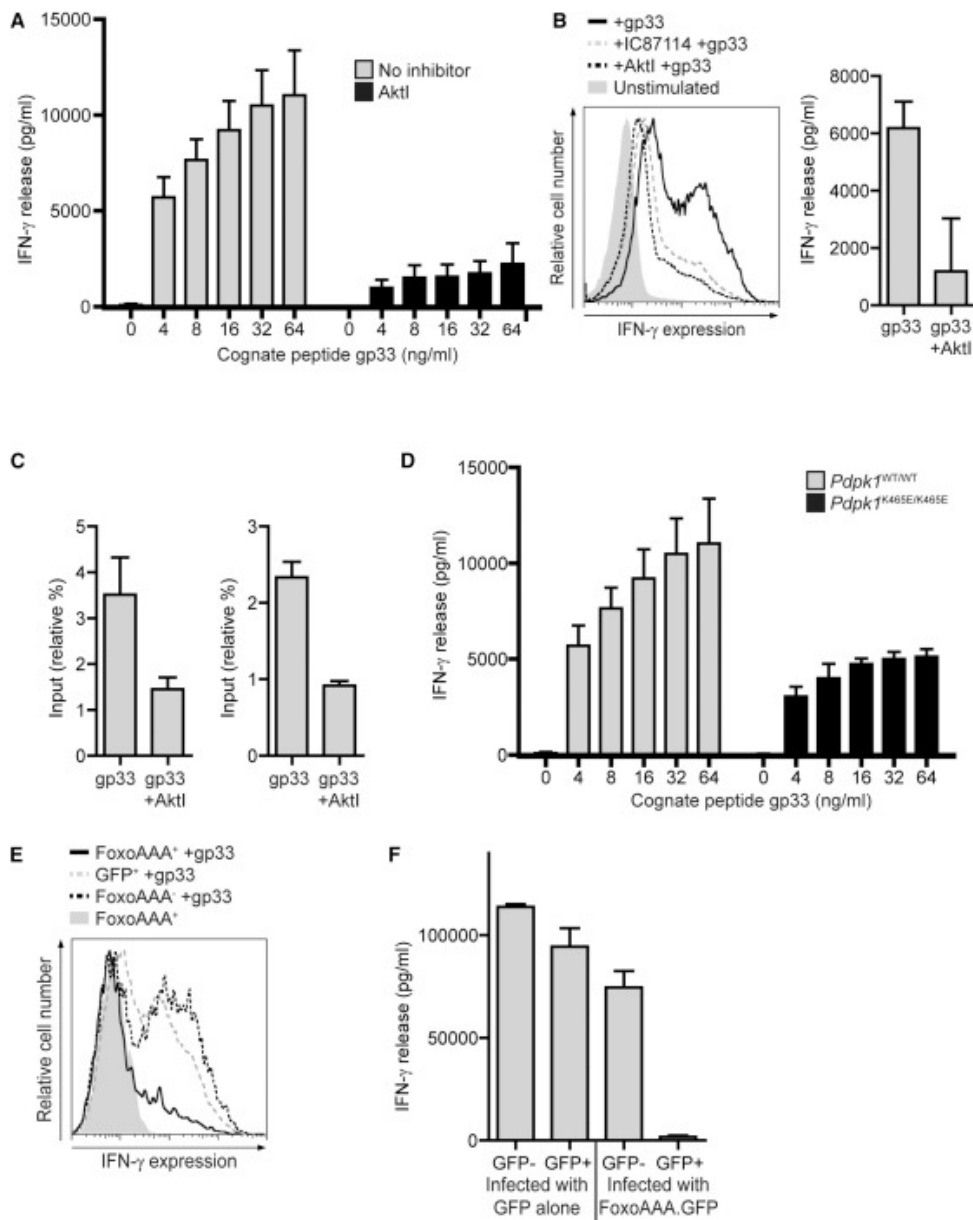 A
15000
10000
5000
0
IFN-γ release (pg/ml)
No inhibitor
AktI
0 4 8 16 32 64 0 4 8 16 32 64
Cognate peptide gp33 (ng/ml)
B
+gp33
+IC87114 +gp33
+AktI +gp33
Unstimulated
Relative cell number
IFN-γ expression
8000
6000
4000
2000
0
IFN-γ release (pg/ml)
gp33 gp33
+AktI
C
5
4
3
2
1
0
Input (relative %)
gp33 gp33
+AktI
3
2
1
0
Input (relative %)
gp33 gp33
+AktI
D
15000
10000
5000
0
IFN-γ release (pg/ml)
Pdpk1WT/WT
Pdpk1K465E/K465E
0 4 8 16 32 64 0 4 8 16 32 64
Cognate peptide gp33 (ng/ml)
E
FoxoAAA⁺ +gp33
GFP⁺ +gp33
FoxoAAA⁻ +gp33
FoxoAAA⁺
Relative cell number
IFN-γ expression
F
100000
50000
0
IFN-γ release (pg/ml)
GFP- GFP+ GFP- GFP+
Infected with Infected with
GFP alone FoxoAAA.GFP